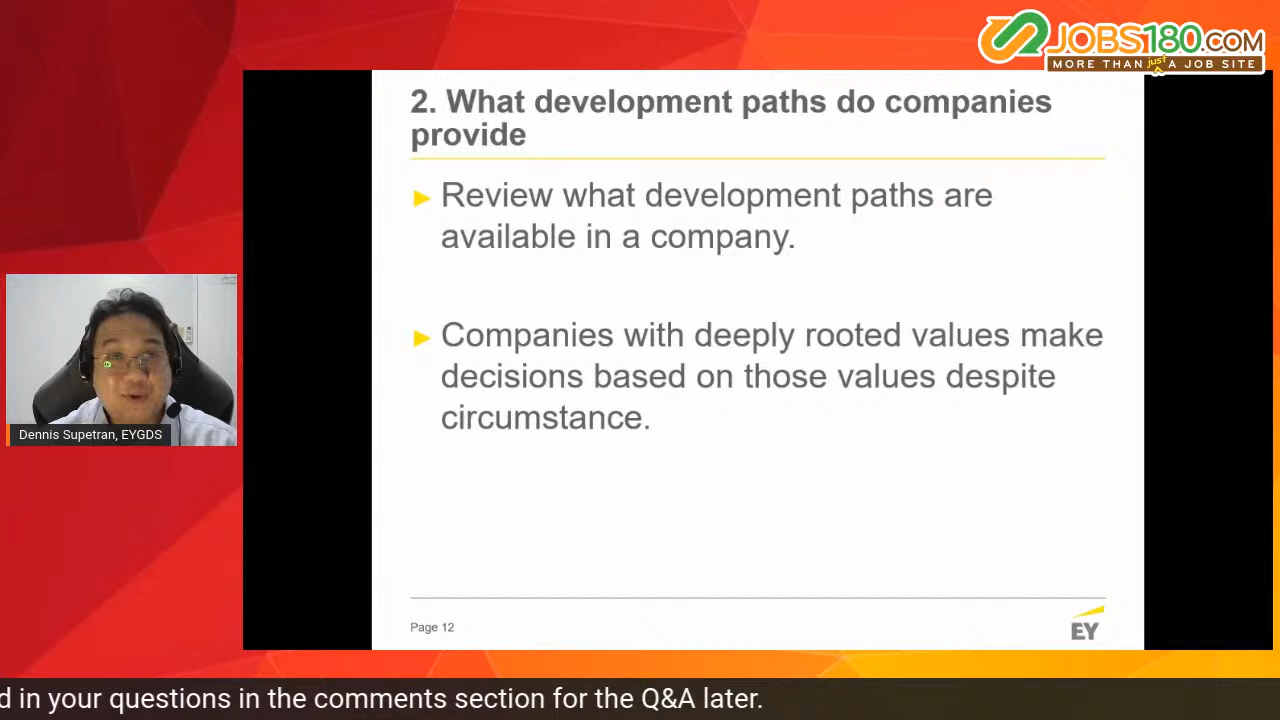 JOBS180.COM
MORE THAN just A JOB SITE
2. What development paths do companies
provide
► Review what development paths are
available in a company.
► Companies with deeply rooted values make
decisions based on those values despite
circumstance.
Dennis Supetran, EYGDS
Page 12
EY
d in your questions in the comments section for the Q&A later.